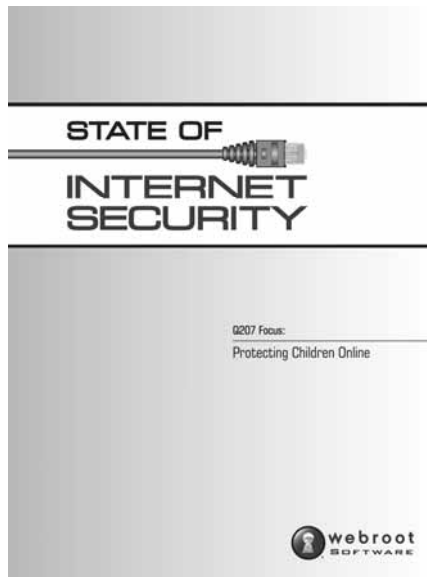 STATE OF
INTERNET
SECURITY
Q207 Focus:
Protecting Children Online
webroot
SOFTWARE